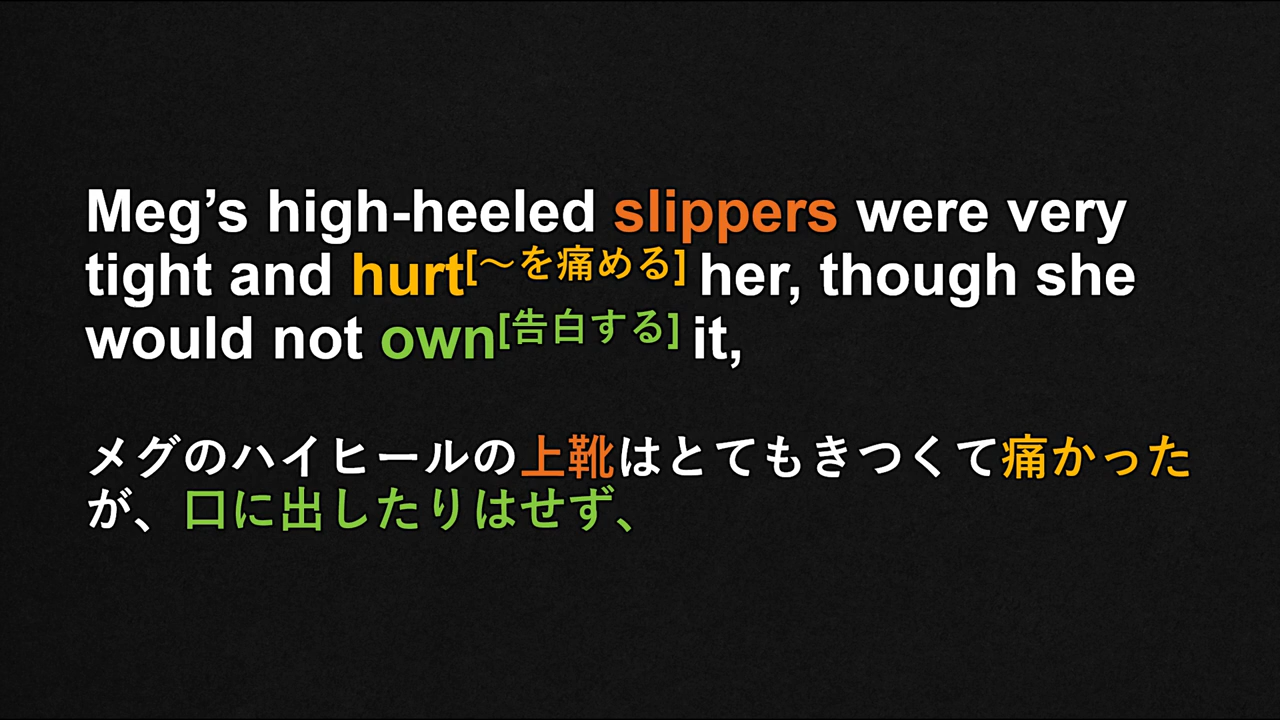 Meg’s high-heeled slippers were very
tight and hurt[～を痛める] her, though she
would not own[告白する] it,
メグのハイヒールの上靴はとてもきつくて痛かった
が、口に出したりはせず、